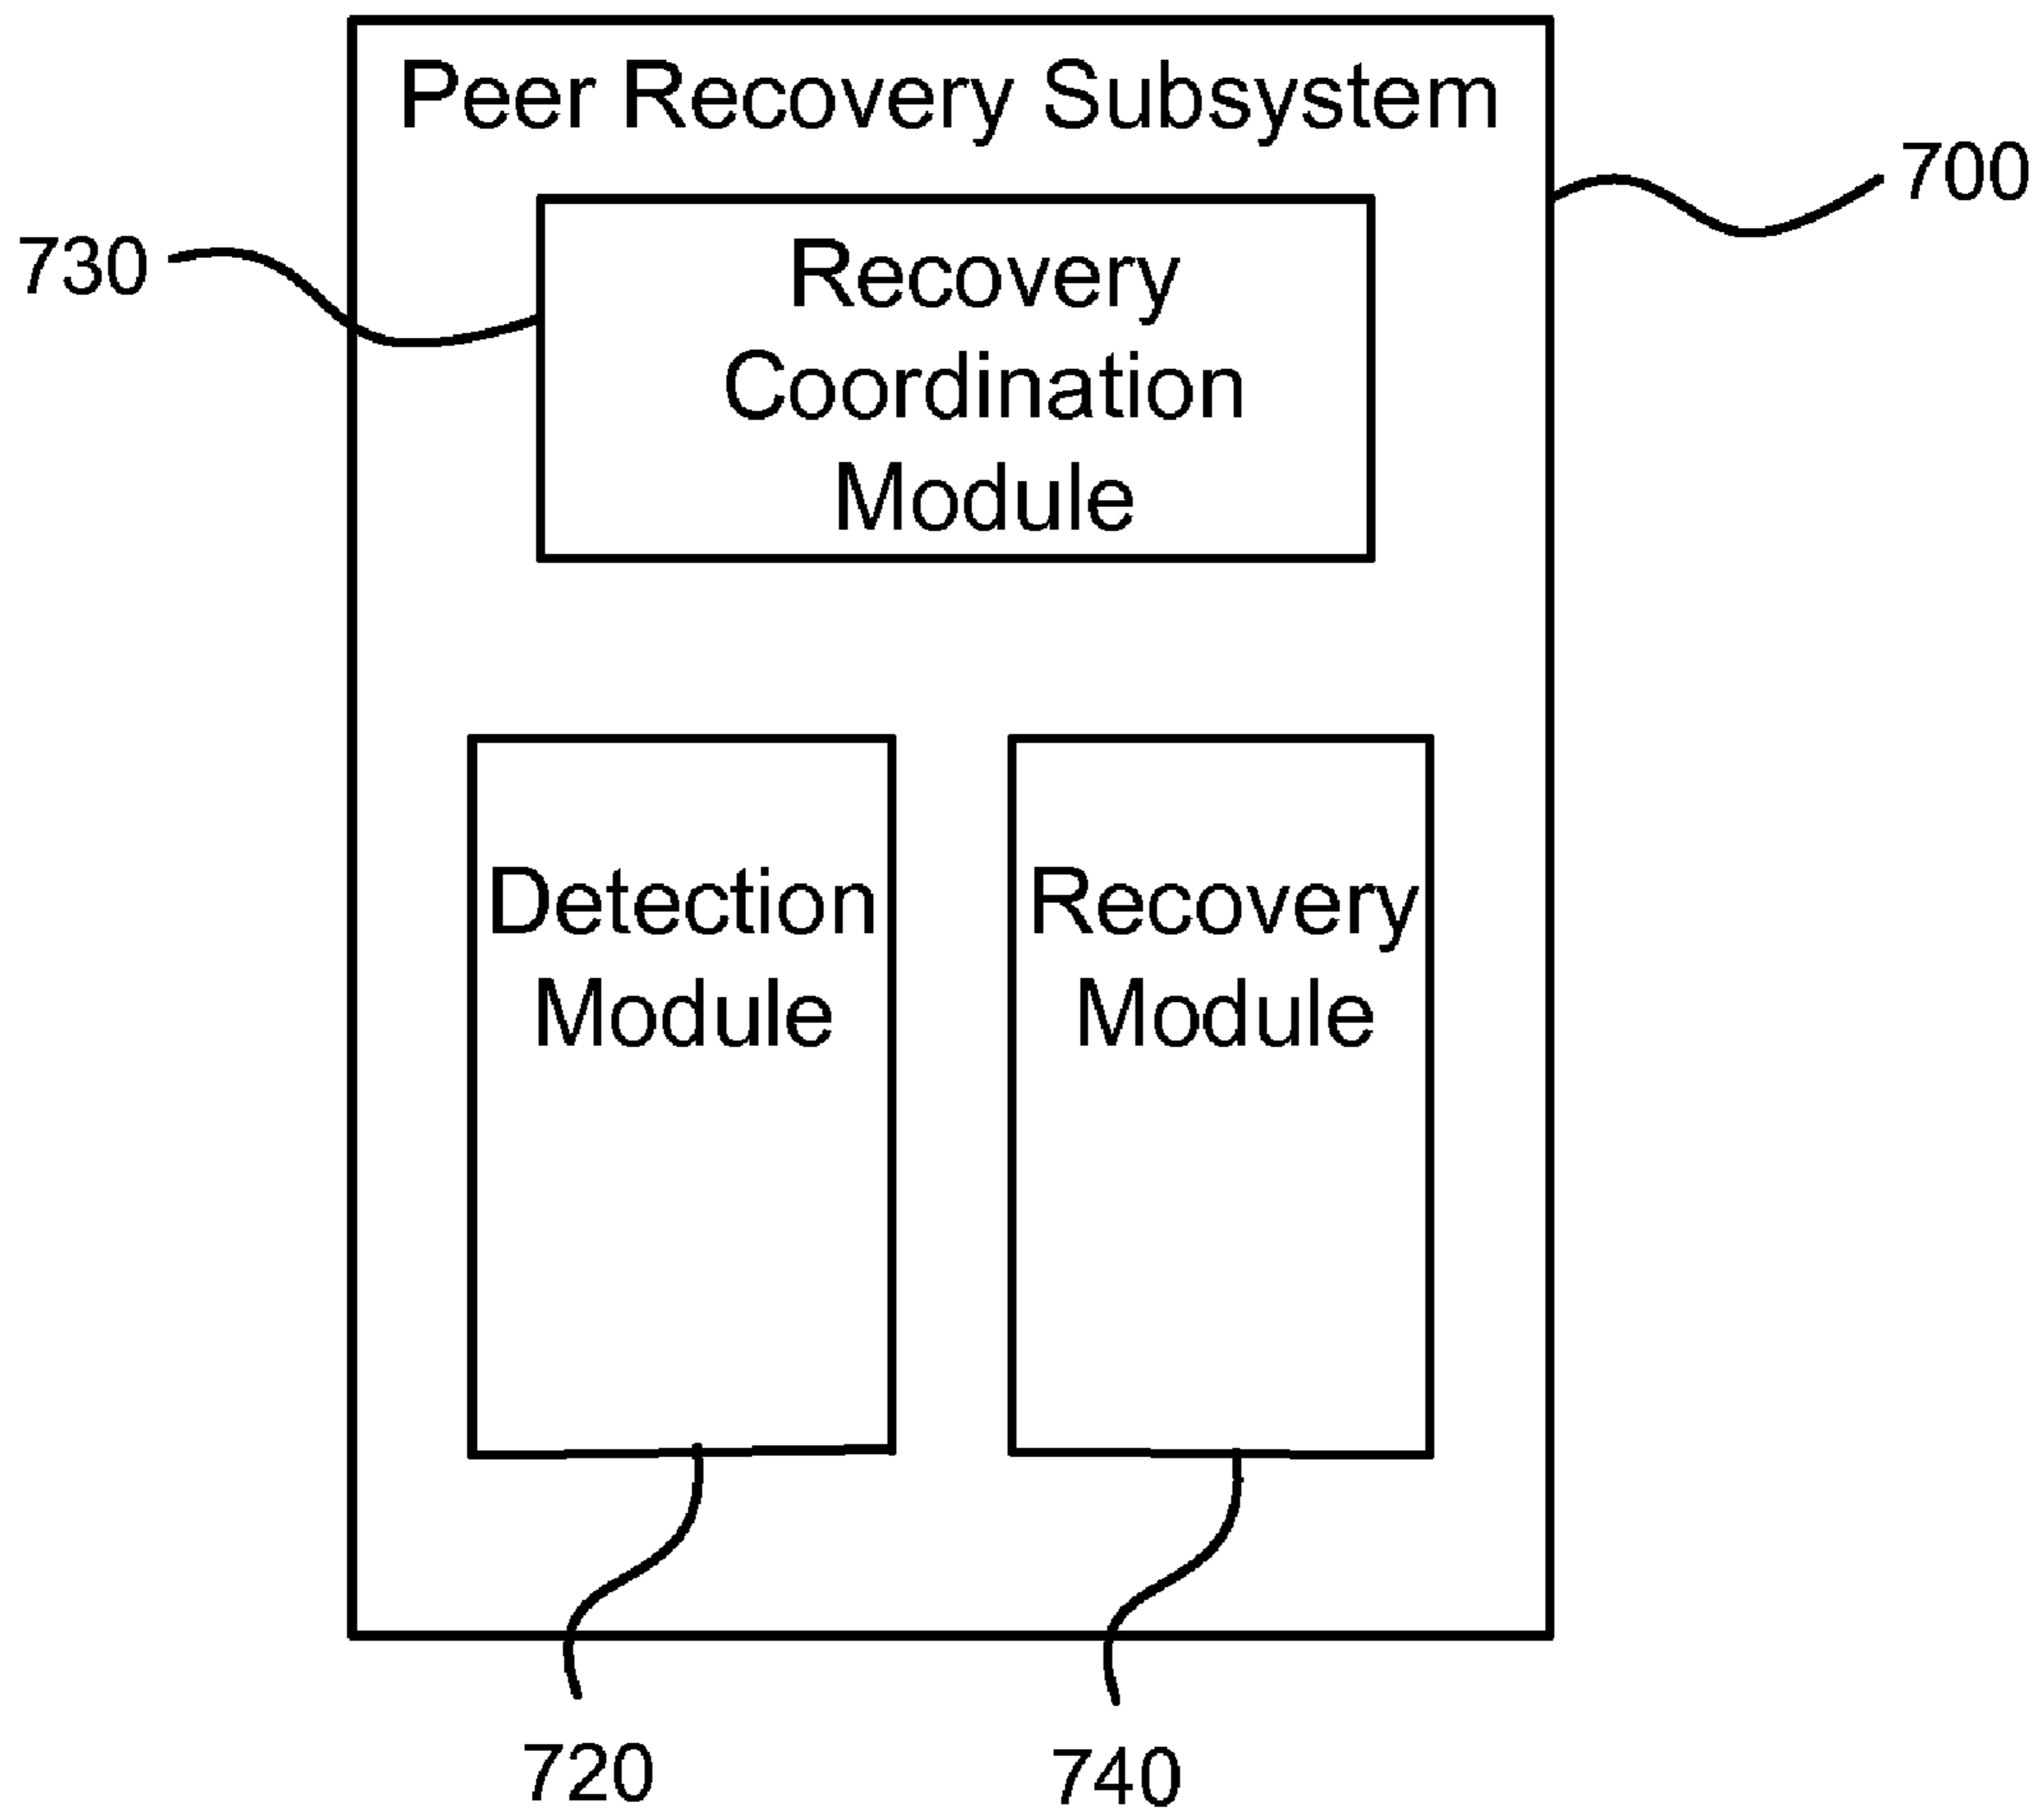 Peer Recovery Subsystem
700
730
Recovery
Coordination
Module
Detection
Module
Recovery
Module
720
740